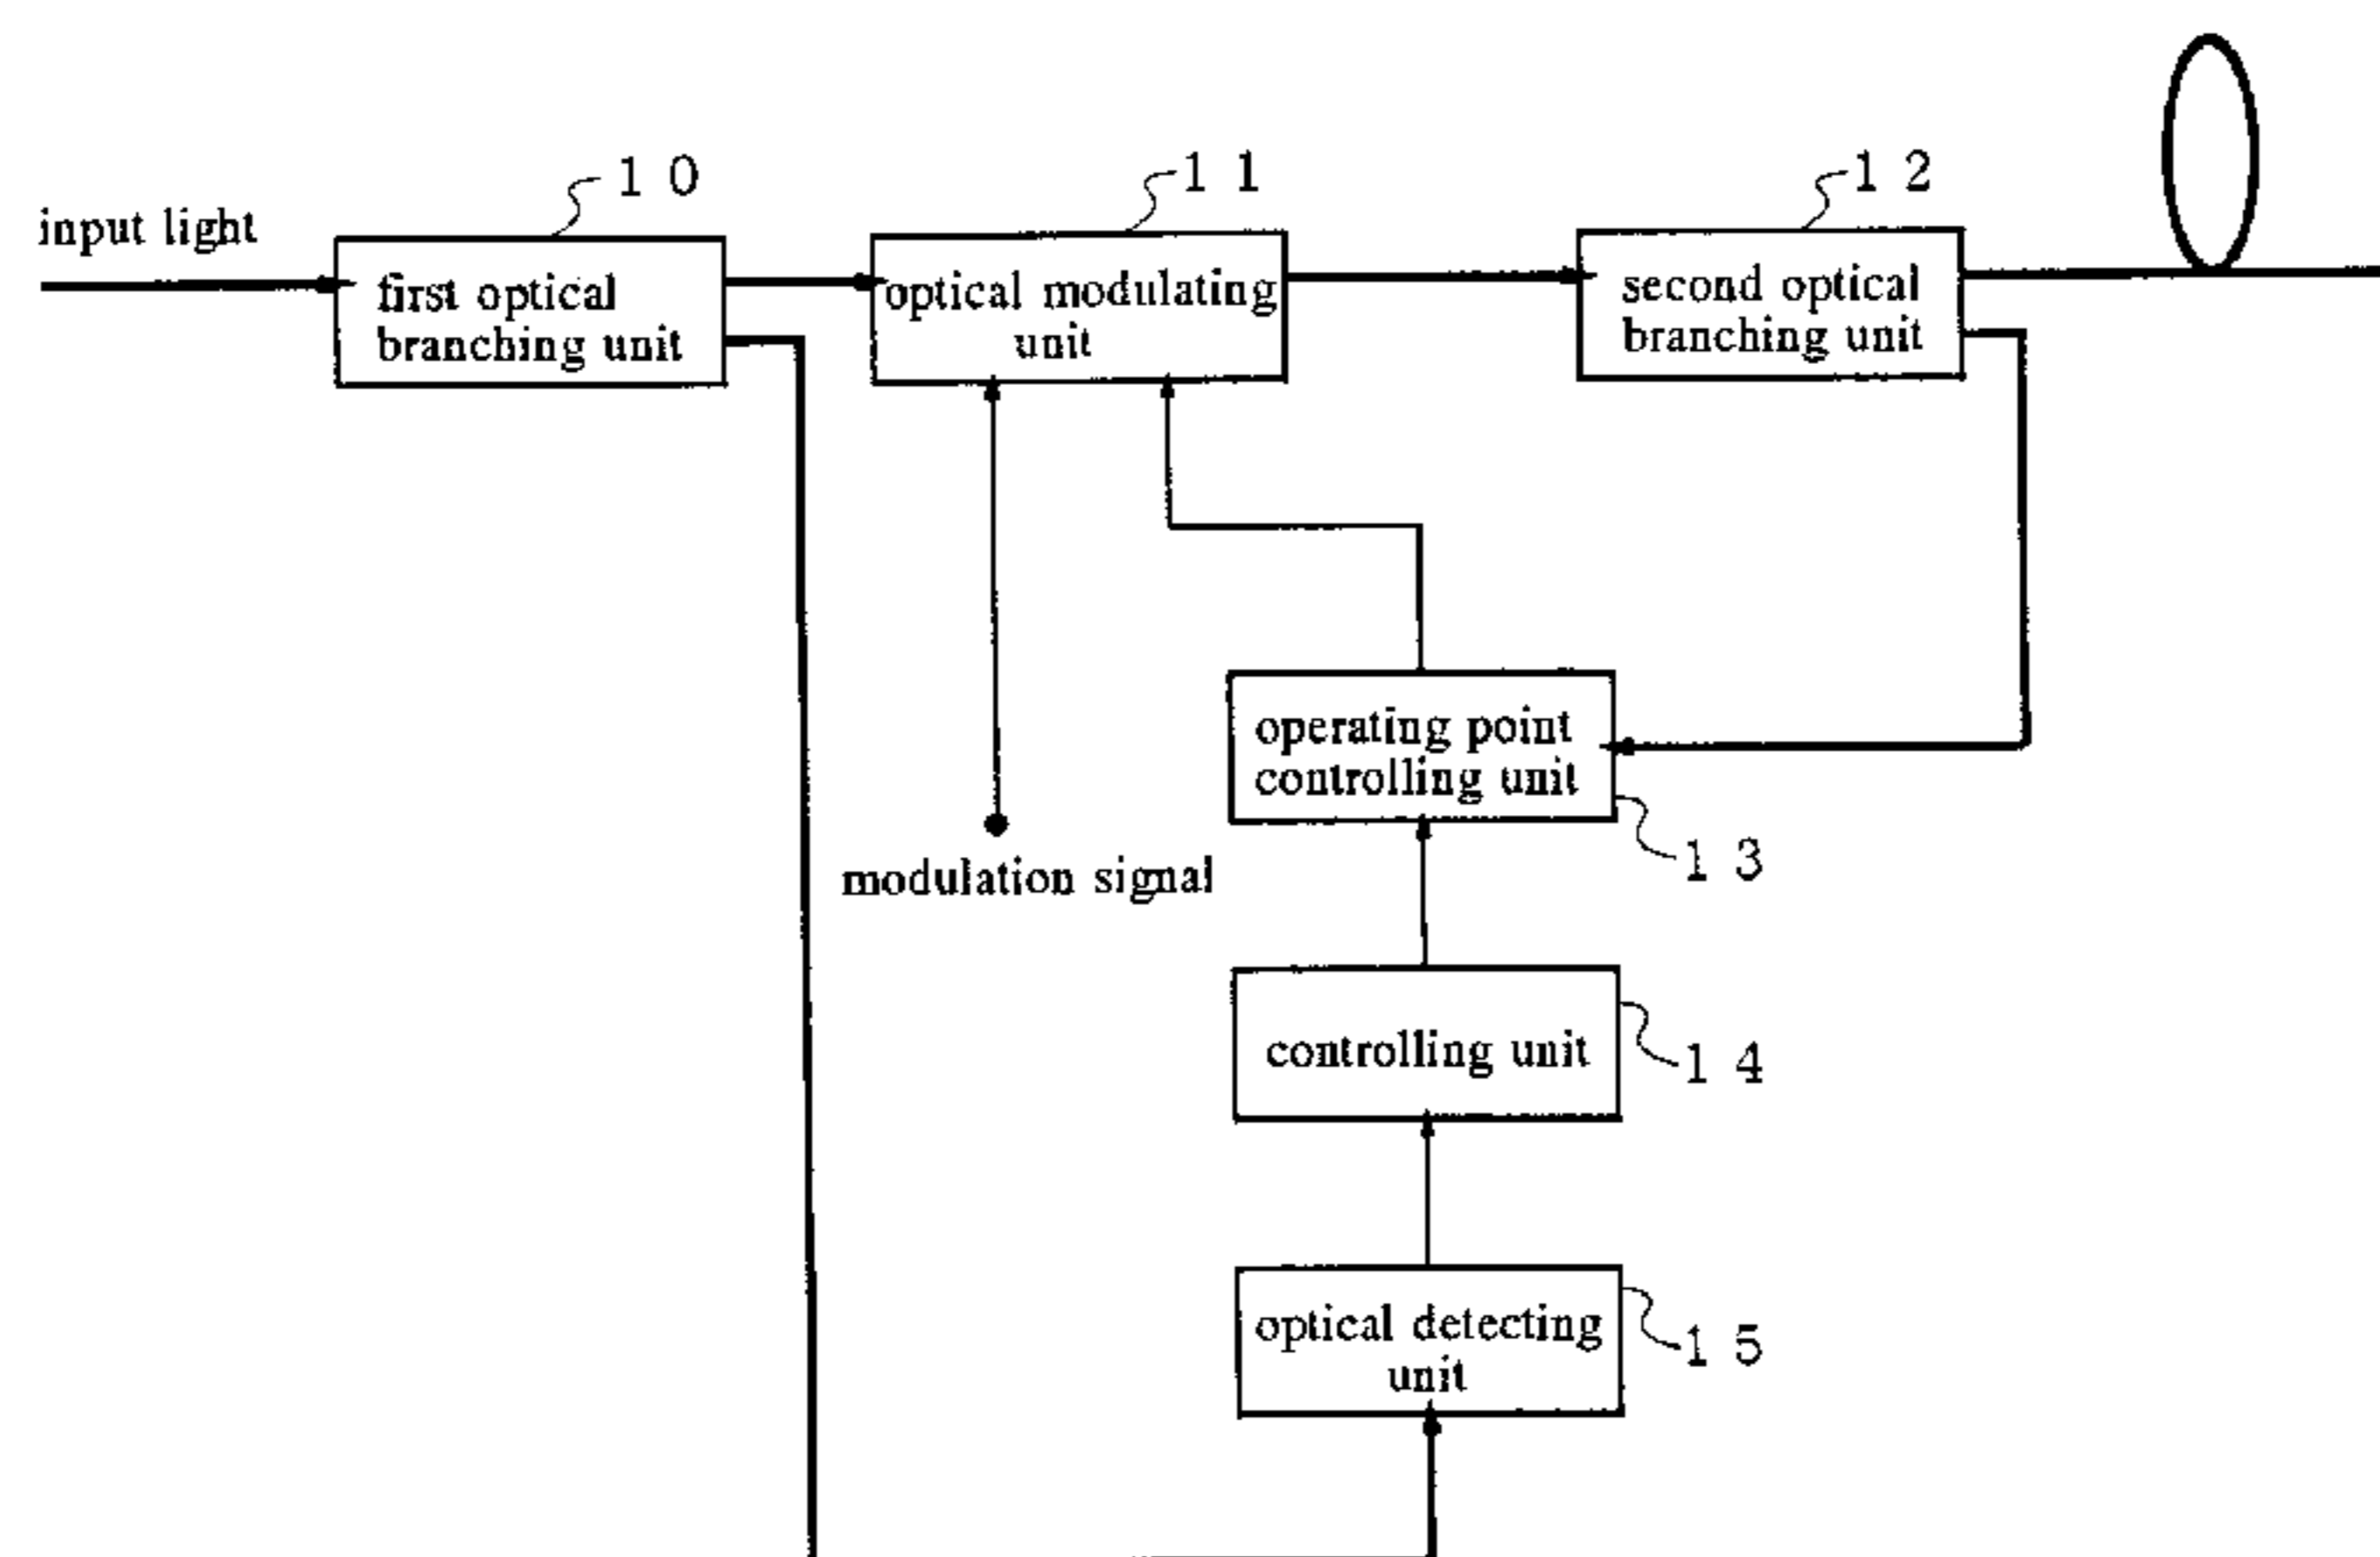 1 0
1 1
1 2
input light
first optical
branching unit
optical modulating
unit
second optical
branching unit
operating point
controlling unit
1 3
modulation signal
controlling unit
1 4
optical detecting
unit
1 5